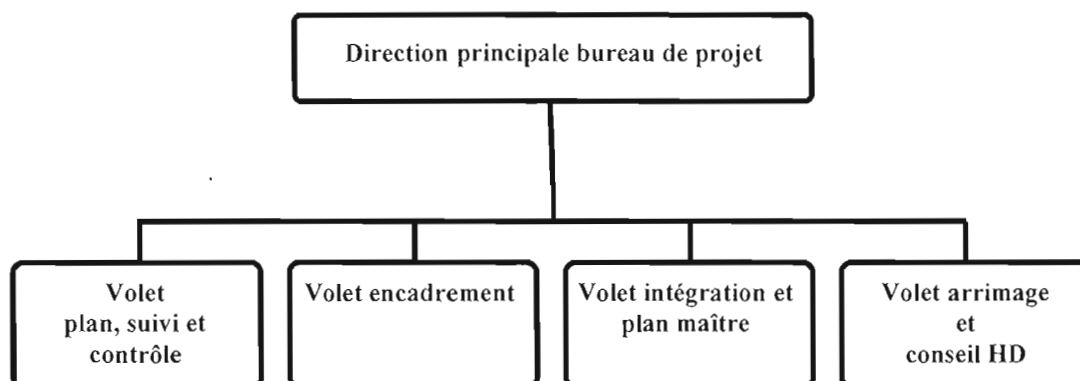 Direction principale bureau de projet
Volet
plan, suivi et
contrôle
Volet encadrement
Volet intégration et
plan maître
Volet arrimage
et
conseil HD